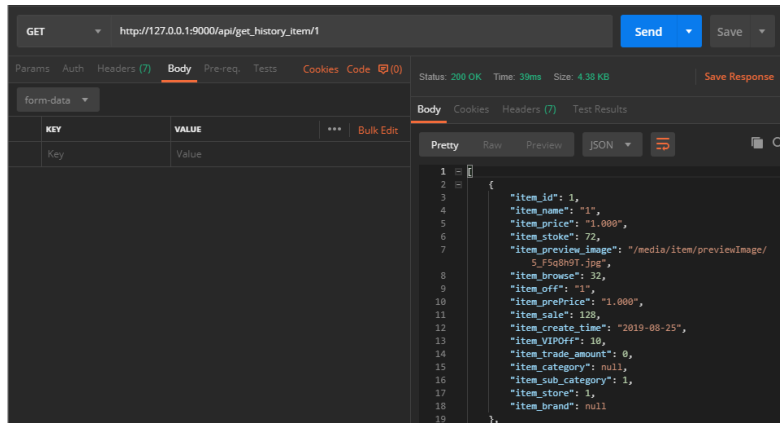 GET http://127.0.0.1:9000/api/get_history_item/1 Send Save
Params Auth Headers (7) Body Pre-req. Tests Cookies Code (0)
Status: 200 OK Time: 39ms Size: 4.38 KB Save Response
form-data
Body Cookies Headers (7) Test Results
KEY VALUE ••• Bulk Edit
Key Value
Pretty Raw Preview JSON
1 [
2 {
3 "item_id": 1,
4 "item_name": "1",
5 "item_price": "1.000",
6 "item_stoke": 72,
7 "item_preview_image": "/media/item/previewImage/
5_F5q8h9T.jpg",
8 "item_browse": 32,
9 "item_off": "1",
10 "item_prePrice": "1.000",
11 "item_sale": 128,
12 "item_create_time": "2019-08-25",
13 "item_VIPOff": 10,
14 "item_trade_amount": 0,
15 "item_category": null,
16 "item_sub_category": 1,
17 "item_store": 1,
18 "item_brand": null
19 },